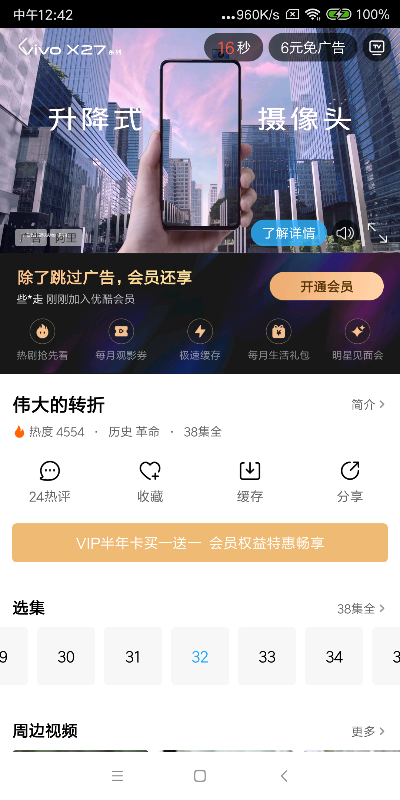 中午12:42
...960K/s
100%
vivo X27系列
16秒
6元免广告
TV
升降式 摄像头
广告 阿里
了解详情
除了跳过广告，会员还享
些*走 刚刚加入优酷会员
开通会员
热剧抢先看
每月观影券
极速缓存
每月生活礼包
明星见面会
伟大的转折
简介
热度 4554 · 历史 革命 · 38集全
24热评
收藏
缓存
分享
VIP半年卡买一送一 会员权益特惠畅享
选集
38集全
9
30
31
32
33
34
3
周边视频
更多